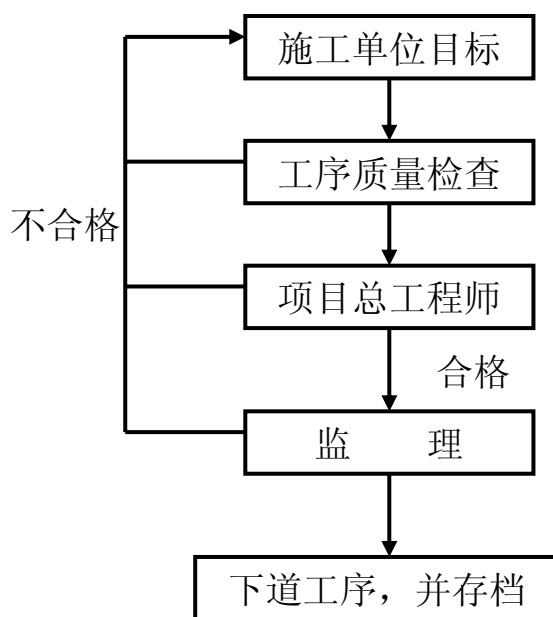 施工单位目标
工序质量检查
不合格
项目总工程师
合格
监 理
下道工序，并存档